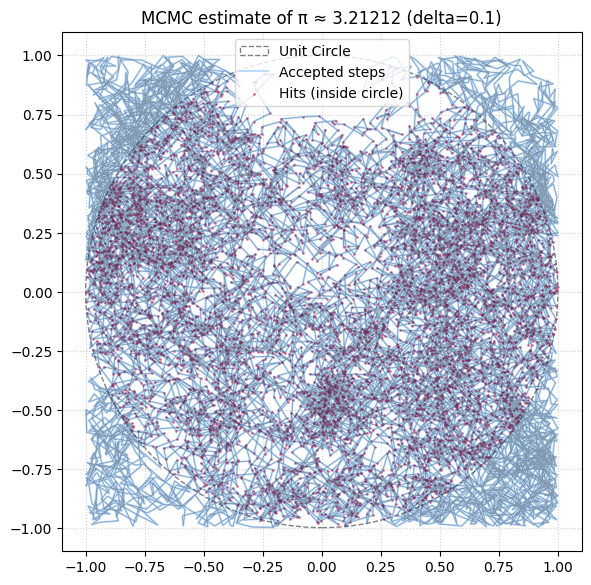 MCMC estimate of π ≈ 3.21212 (delta=0.1)
Unit Circle
Accepted steps
Hits (inside circle)
1.00
0.75
0.50
0.25
0.00
−0.25
−0.50
−0.75
−1.00
−1.00 −0.75 −0.50 −0.25 0.00 0.25 0.50 0.75 1.00